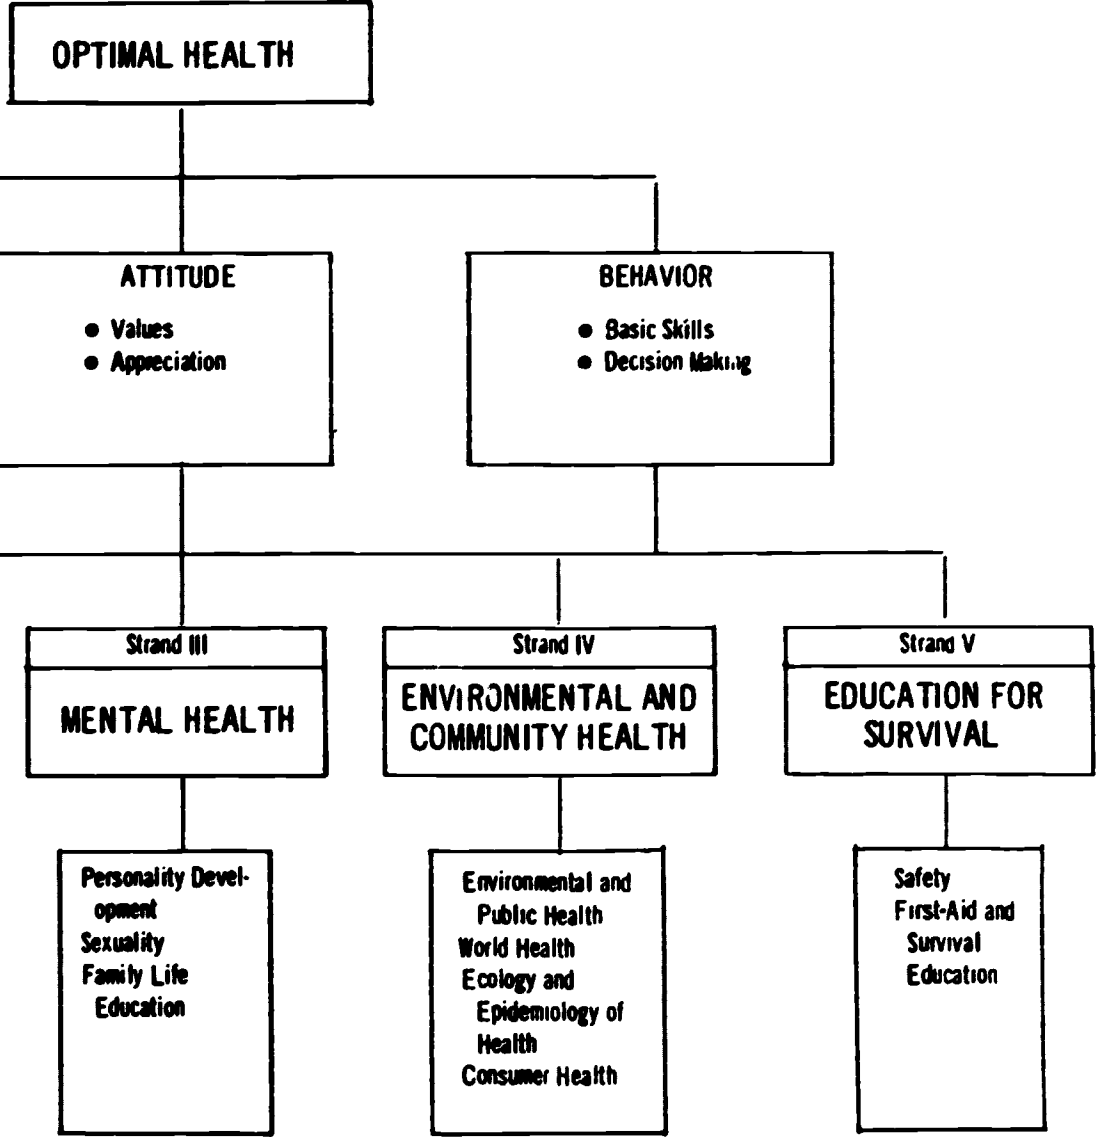 OPTIMAL HEALTH
ATTITUDE
● Values
● Appreciation
BEHAVIOR
● Basic Skills
● Decision Making
Strand III
MENTAL HEALTH
Strand IV
ENVIRONMENTAL AND
COMMUNITY HEALTH
Strand V
EDUCATION FOR
SURVIVAL
Personality Devel-
opment
Sexuality
Family Life
Education
Environmental and
Public Health
World Health
Ecology and
Epidemiology of
Health
Consumer Health
Safety
First-Aid and
Survival
Education